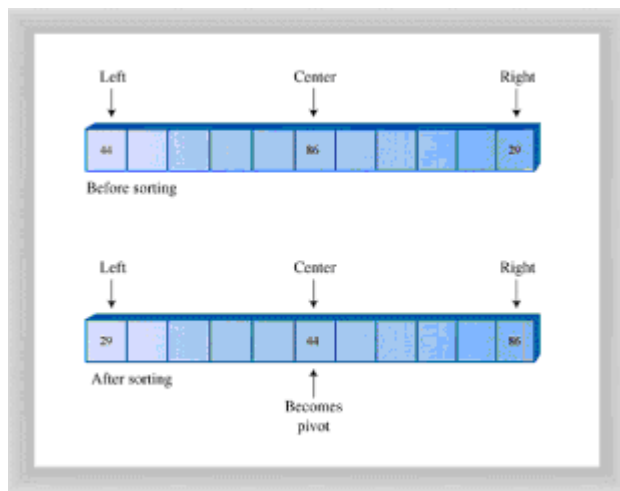 Left Center Right
44 86 29
Before sorting
Left Center Right
29 44 86
After sorting
Becomes
pivot